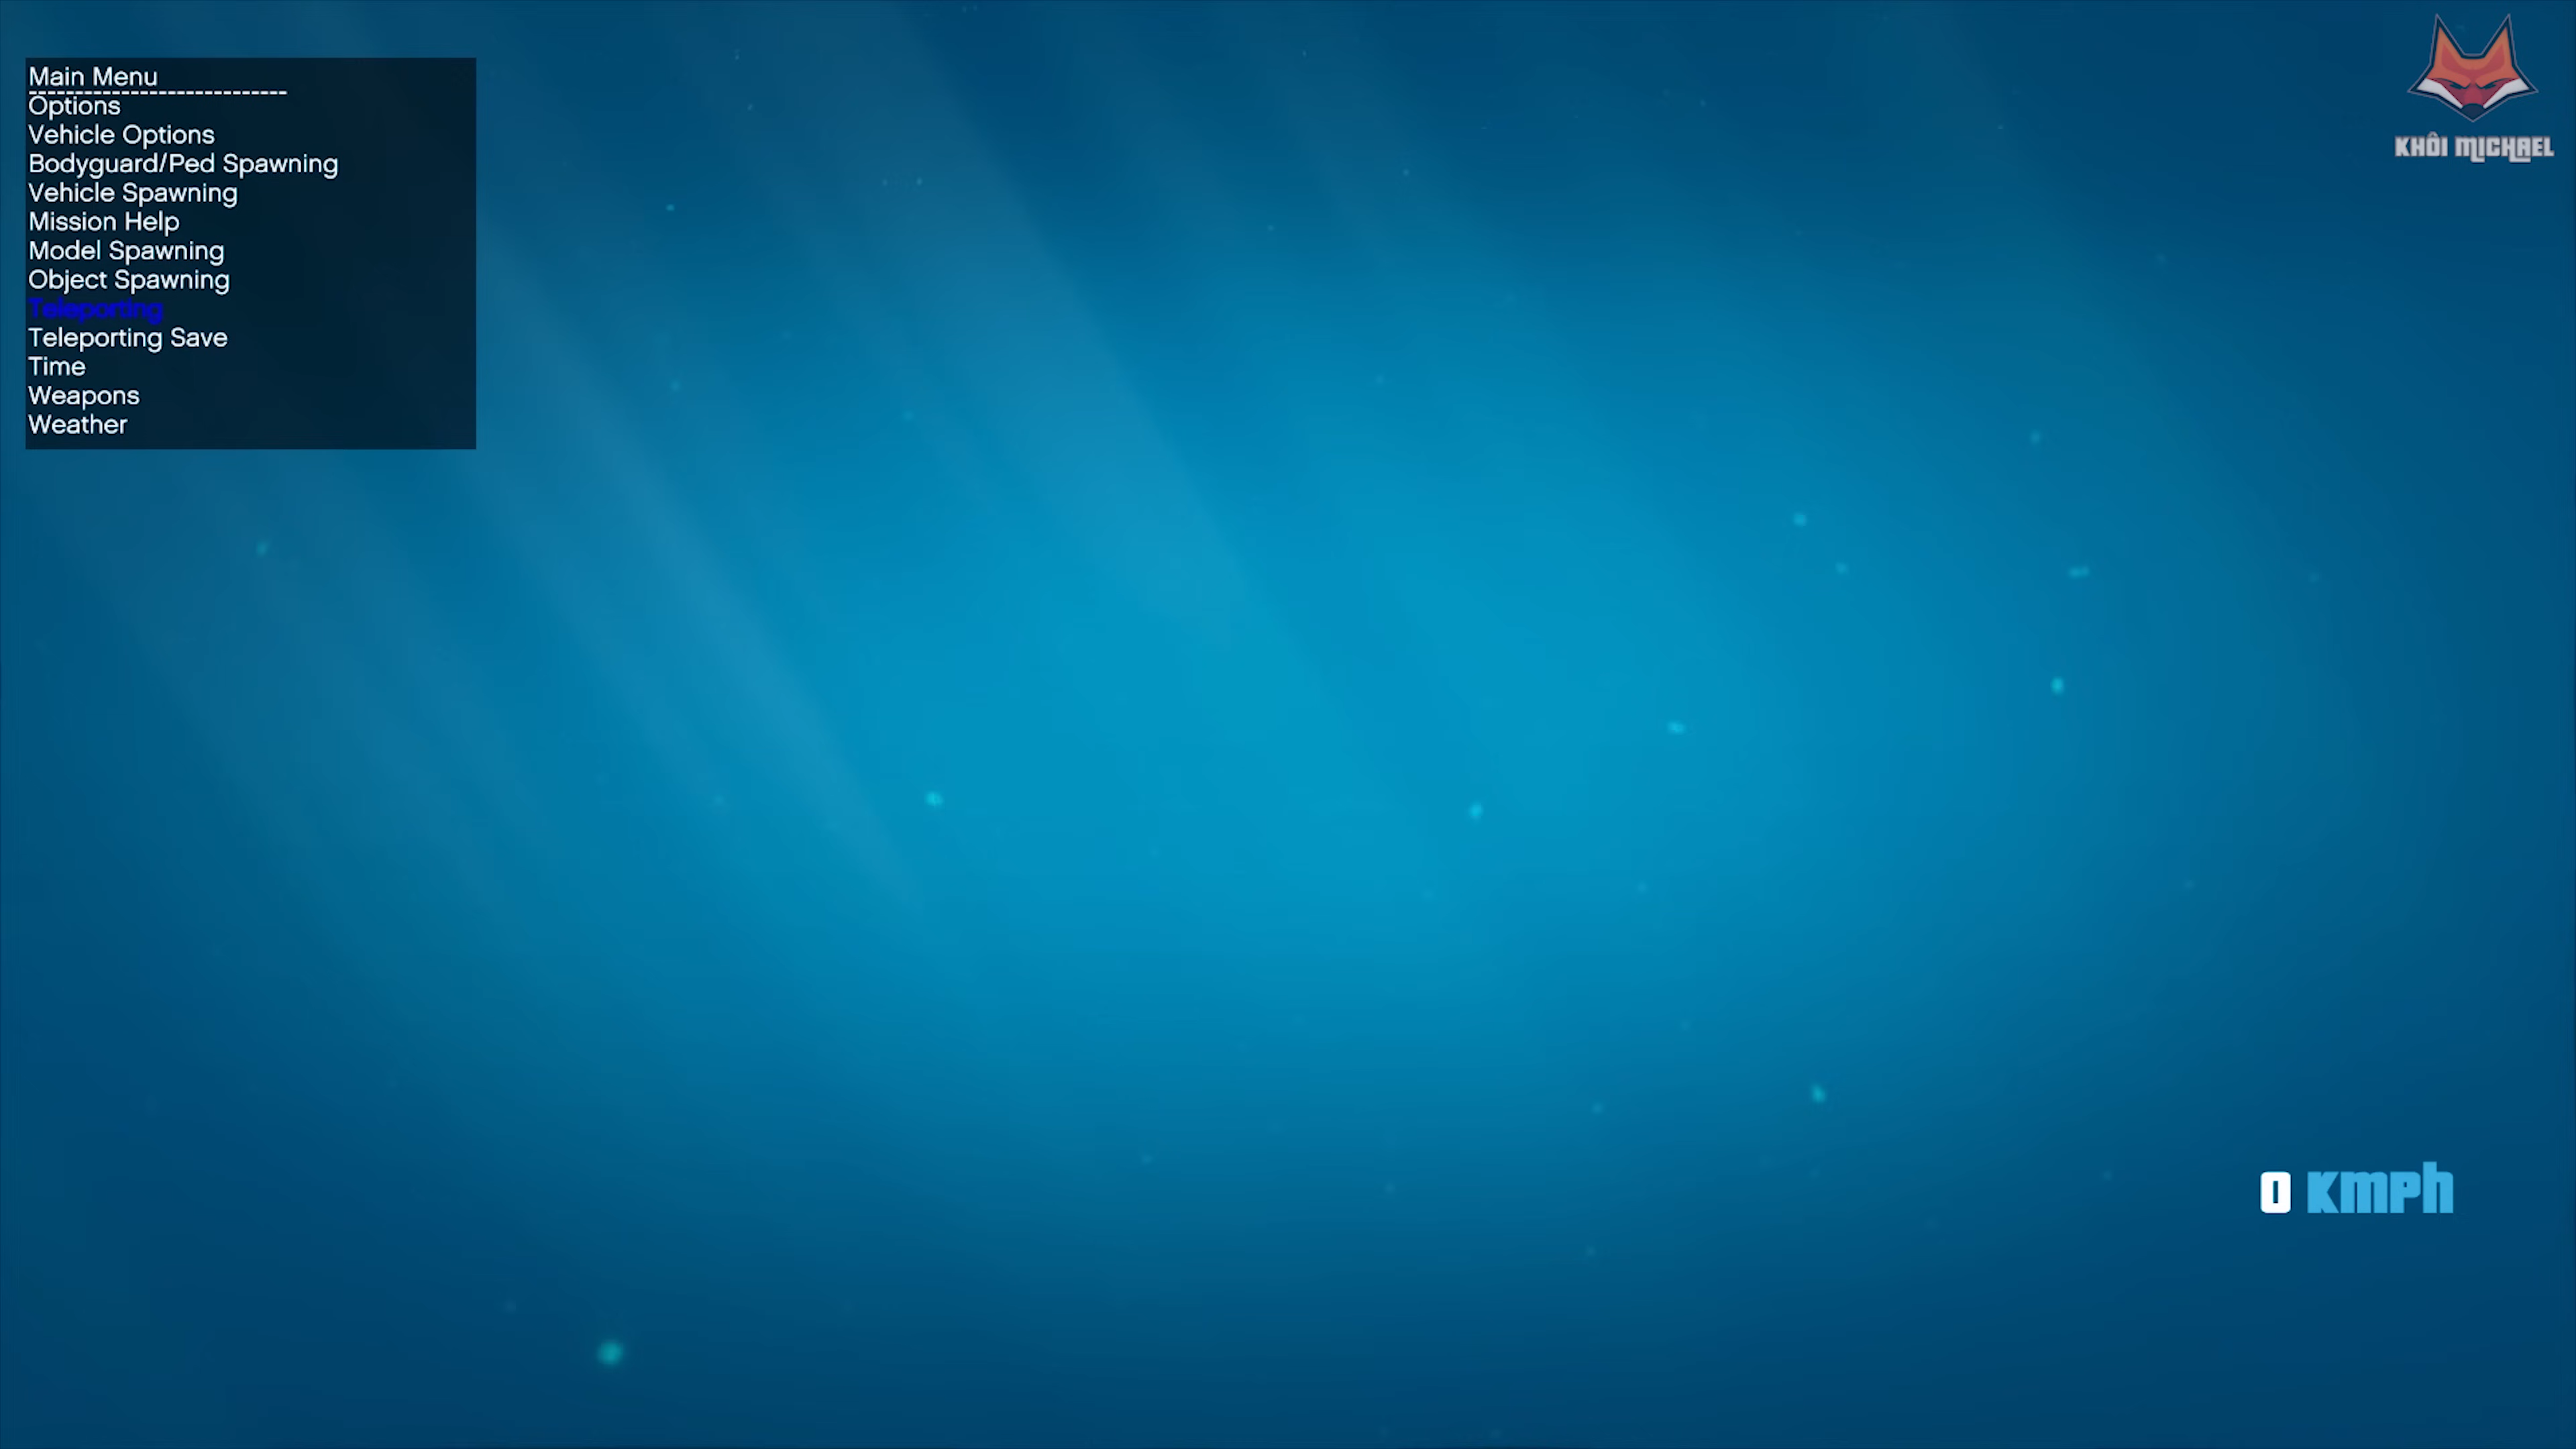 Main Menu
----------------------------
Options
Vehicle Options
Bodyguard/Ped Spawning
Vehicle Spawning
Mission Help
Model Spawning
Object Spawning
Teleporting
Teleporting Save
Time
Weapons
Weather
KHÔI MICHAEL
0 kmph